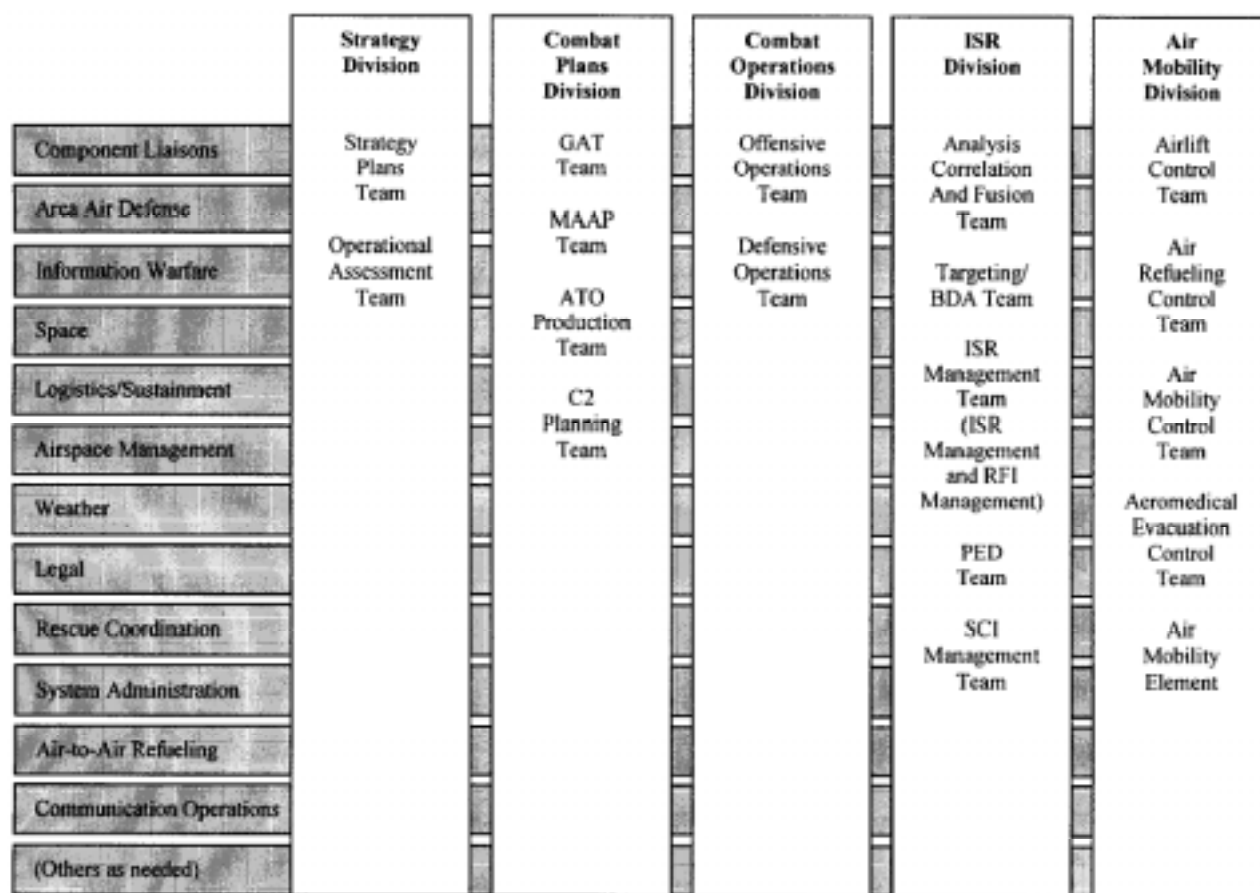 Strategy
Division
Combat
Plans
Division
Combat
Operations
Division
ISR
Division
Air
Mobility
Division
Component Liaisons
Area Air Defense
Information Warfare
Space
Logistics/Sustainment
Airspace Management
Weather
Legal
Rescue Coordination
System Administration
Air-to-Air Refueling
Communication Operations
(Others as needed)
Strategy
Plans
Team
Operational
Assessment
Team
GAT
Team
MAAP
Team
ATO
Production
Team
C2
Planning
Team
Offensive
Operations
Team
Defensive
Operations
Team
Analysis
Correlation
And Fusion
Team
Targeting/
BDA Team
ISR
Management
Team
(ISR
Management
and RFI
Management)
PED
Team
SCI
Management
Team
Airlift
Control
Team
Air
Refueling
Control
Team
Air
Mobility
Control
Team
Aeromedical
Evacuation
Control
Team
Air
Mobility
Element